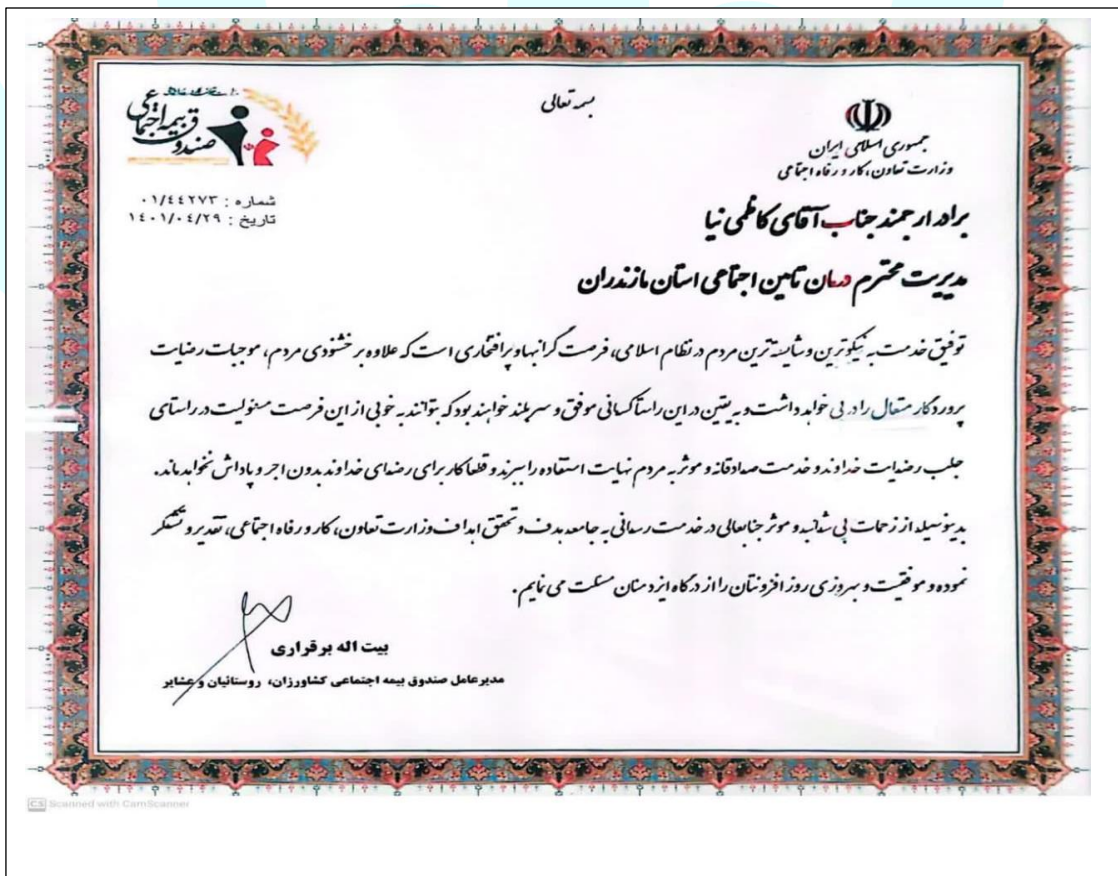 بسمه تعالی
جمهوری اسلامی ایران
وزارت تعاون، کار و رفاه اجتماعی
صندوق بیمه اجتماعی
شماره : ۰۱/۴۴۲۷۳
تاریخ : ۱۴۰۱/۰۴/۲۹
برادر ارجمند جناب آقای کاظمی نیا
مدیریت محترم درمان تامین اجتماعی استان مازندران
توفیق خدمت به نیکوترین و شایسته ترین مردم در نظام اسلامی، فرصت گرانبها و پرافتخاری است که علاوه بر خشنودی مردم، موجبات رضایت
پروردگار متعال را در پی خواهد داشت و به یقین در این راستا کسانی موفق و سربلند خواهند بود که بتوانند به خوبی از این فرصت مسئولیت در راستای
جلب رضایت خداوند و خدمت صادقانه و موثر به مردم نهایت استفاده را ببرند و قطعا کار برای رضای خداوند بدون اجر و پاداش نخواهد ماند.
بدینوسیله از زحمات بی شائبه و موثر جنابعالی در خدمت رسانی به جامعه هدف و تحقق اهداف وزارت تعاون، کار و رفاه اجتماعی، تقدیر و تشکر
نموده و موفقیت و بهروزی روز افزونتان را از درگاه ایزد منان مسئلت می نمایم.
بیت اله برقراری
مدیرعامل صندوق بیمه اجتماعی کشاورزان، روستائیان و عشایر
CS Scanned with CamScanner